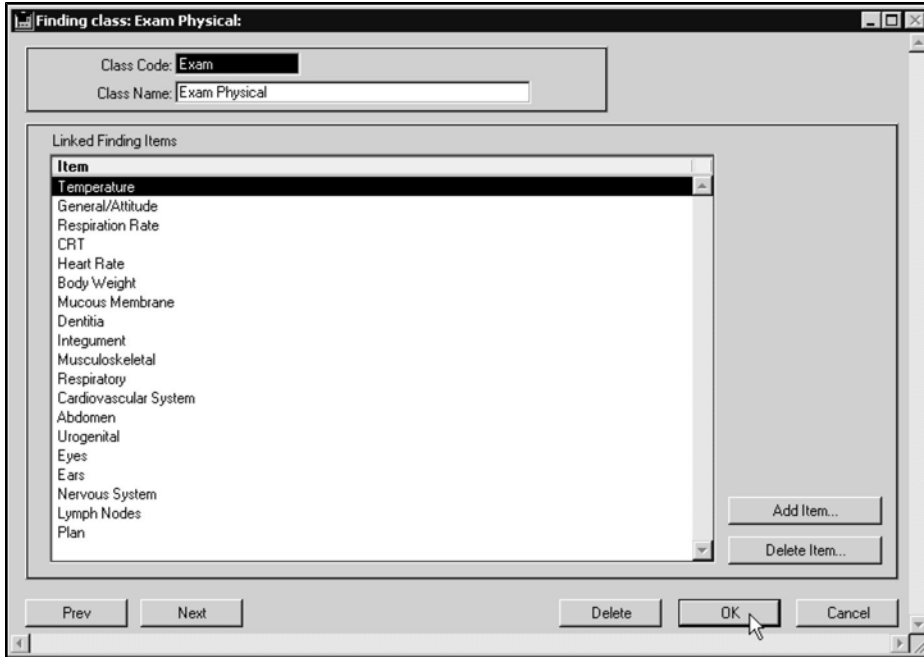 Finding class: Exam Physical:
Class Code: Exam
Class Name: Exam Physical
Linked Finding Items
Item
Temperature
General/Attitude
Respiration Rate
CRT
Heart Rate
Body Weight
Mucous Membrane
Dentitia
Integument
Musculoskeletal
Respiratory
Cardiovascular System
Abdomen
Urogenital
Eyes
Ears
Nervous System
Lymph Nodes
Plan
Add Item...
Delete Item...
Prev Next Delete OK Cancel